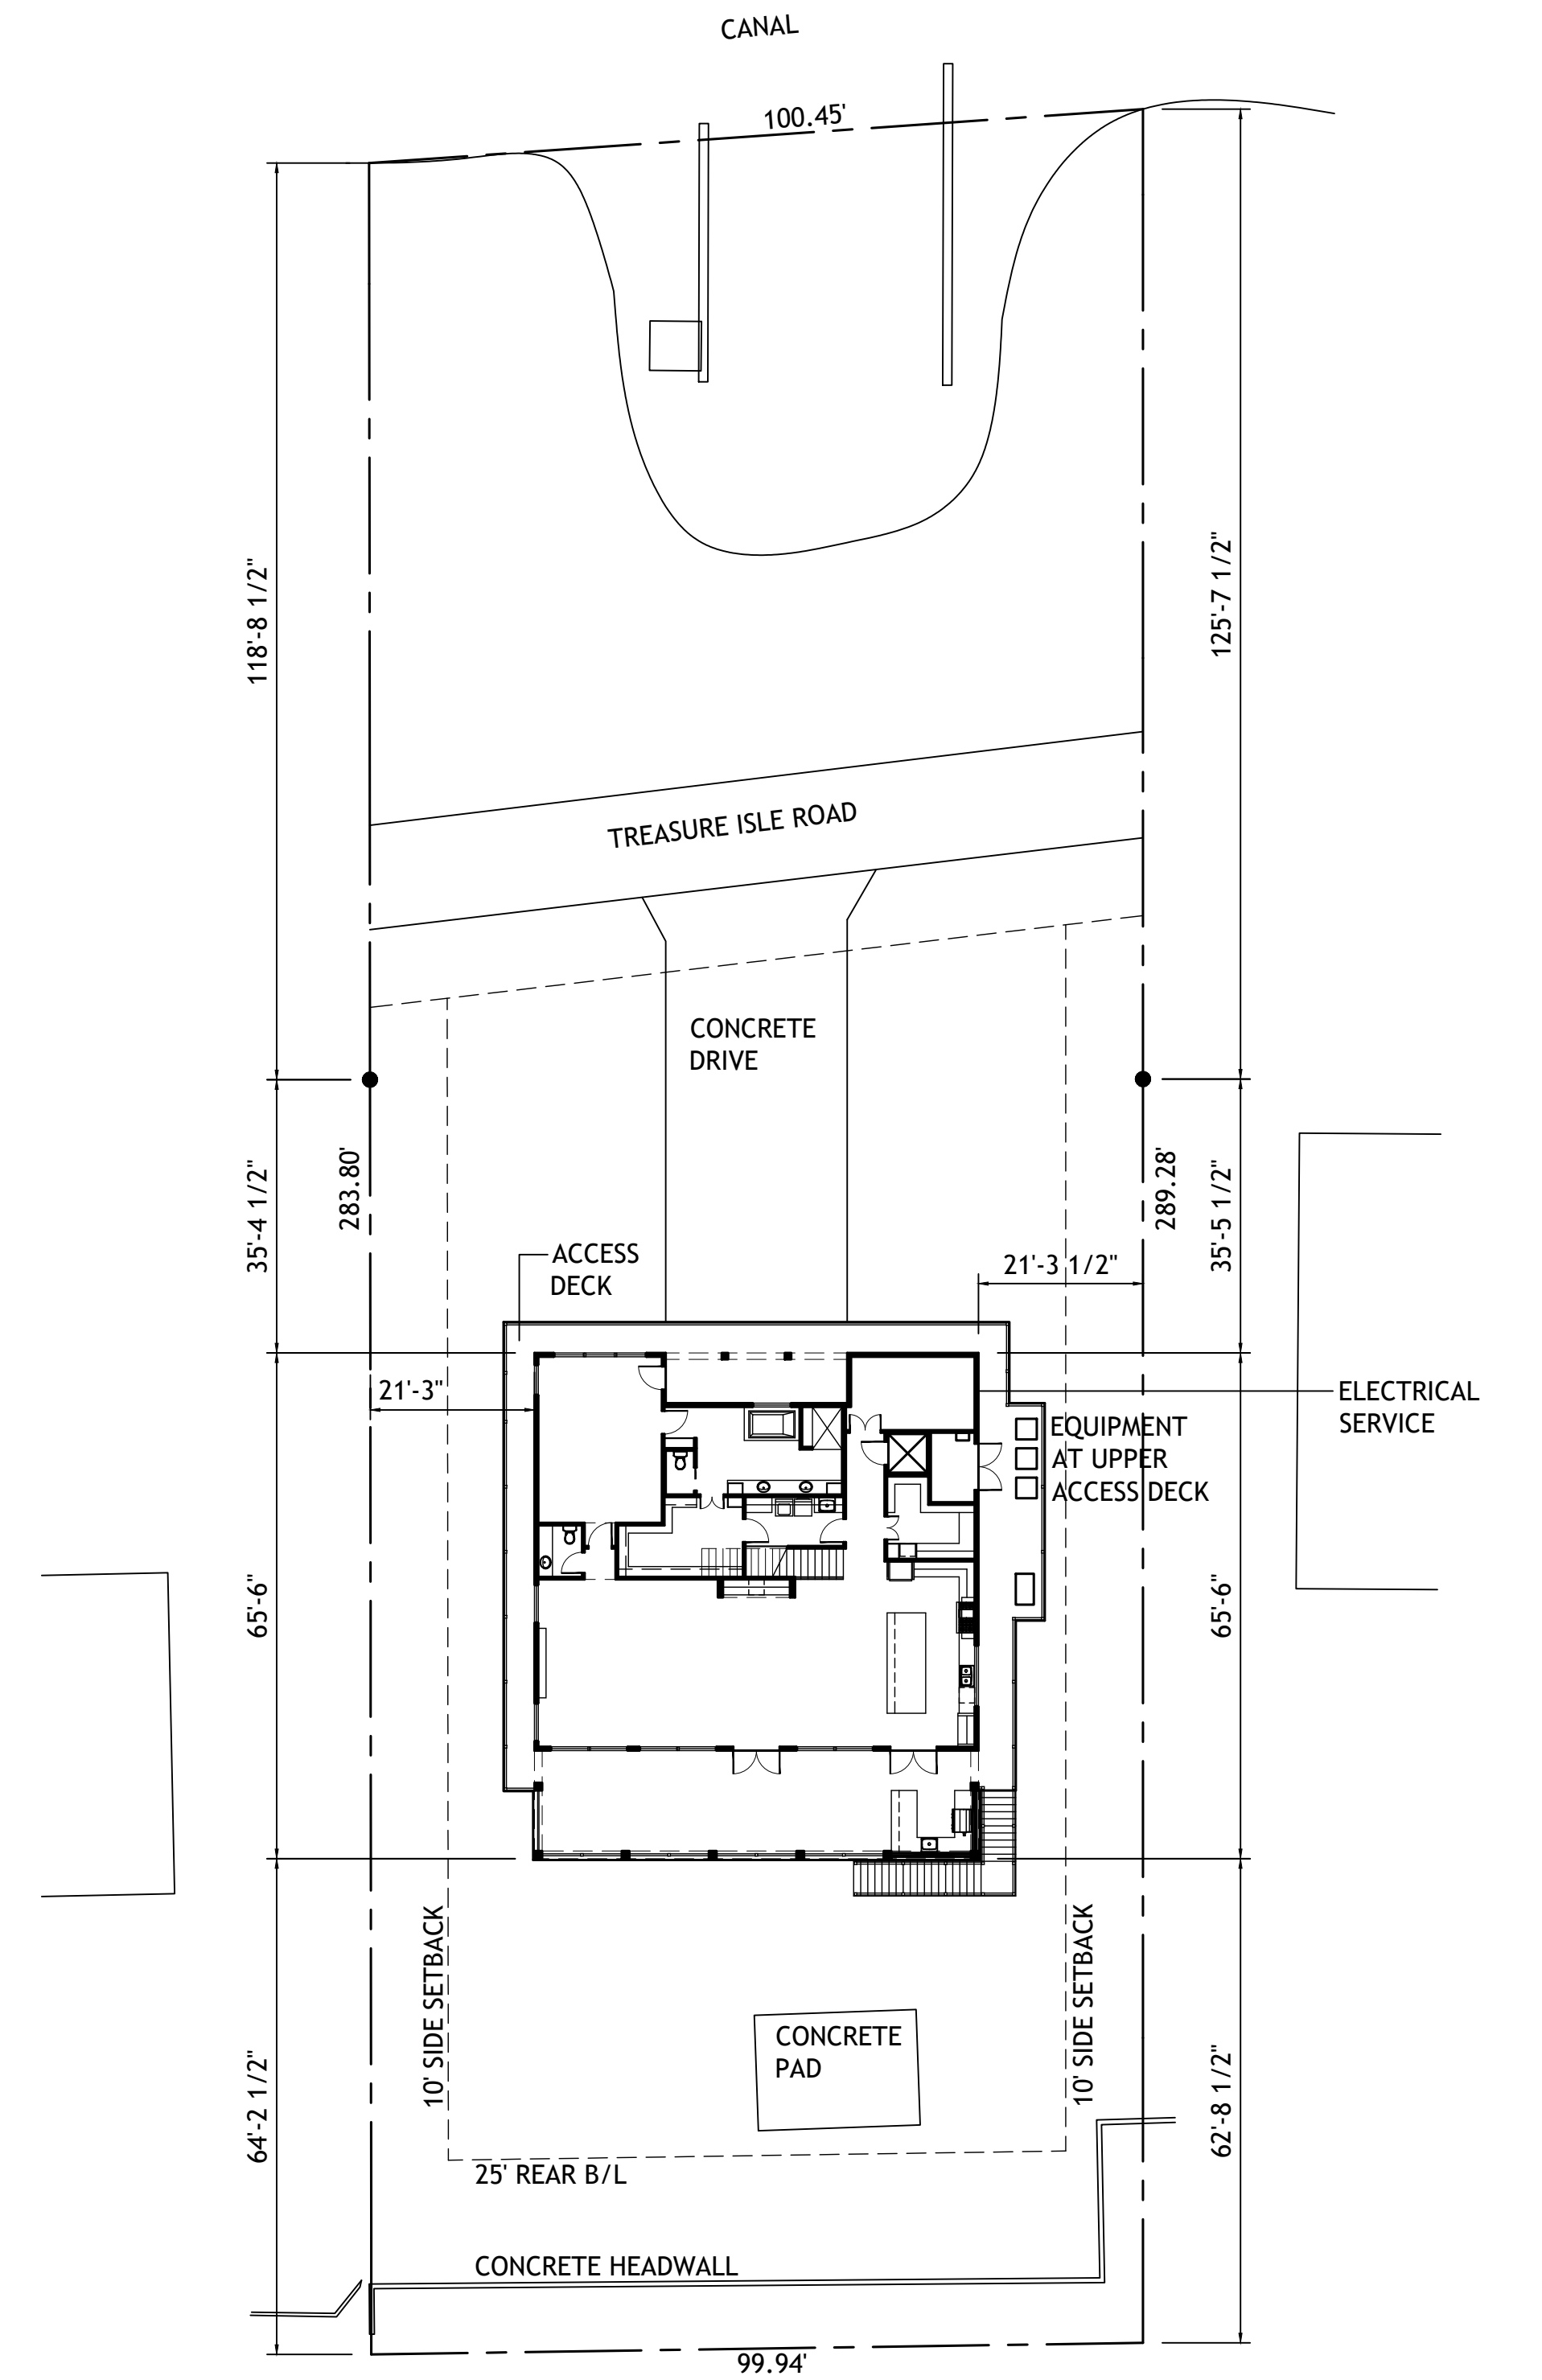 CANAL
100.45'
118'-8 1/2"
125'-7 1/2"
TREASURE ISLE ROAD
CONCRETE
DRIVE
35'-4 1/2"
283.80'
289.28'
35'-5 1/2"
ACCESS
DECK
21'-3 1/2"
21'-3"
ELECTRICAL
SERVICE
EQUIPMENT
AT UPPER
ACCESS DECK
65'-6"
65'-6"
10' SIDE SETBACK
10' SIDE SETBACK
CONCRETE
PAD
64'-2 1/2"
62'-8 1/2"
25' REAR B/L
CONCRETE HEADWALL
99.94'